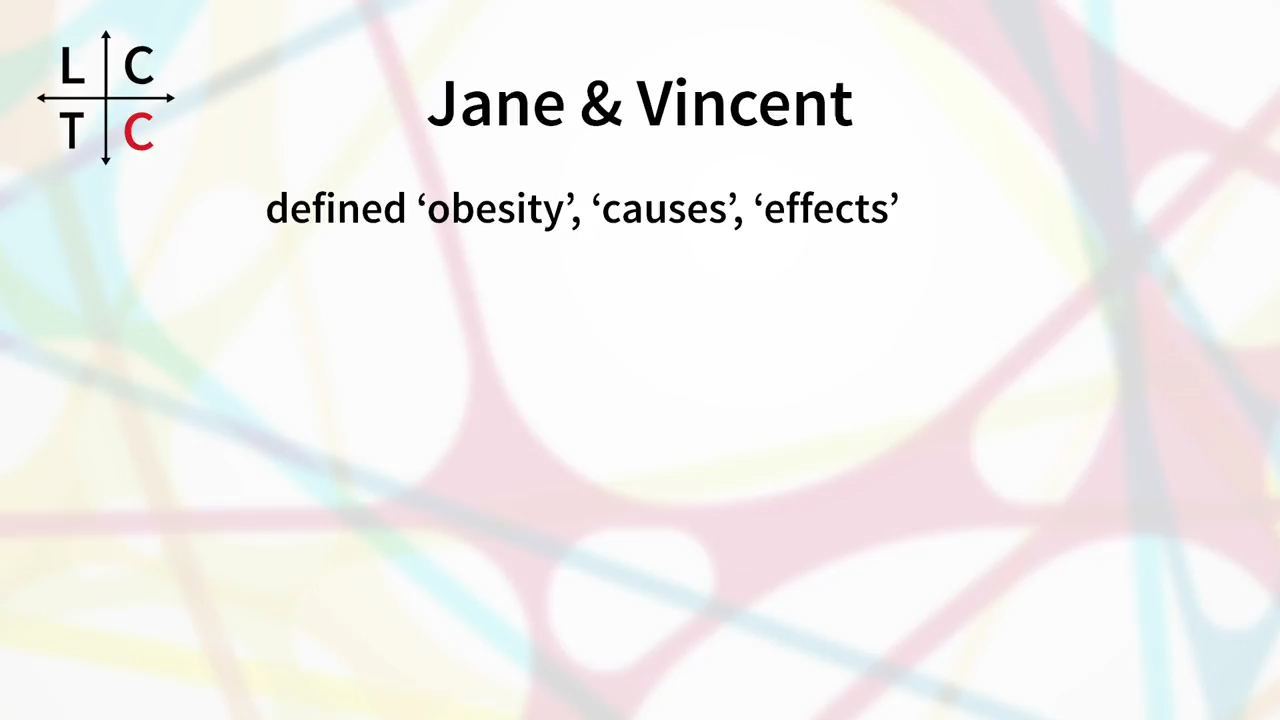 L C
T C
Jane & Vincent
defined ‘obesity’, ‘causes’, ‘effects’